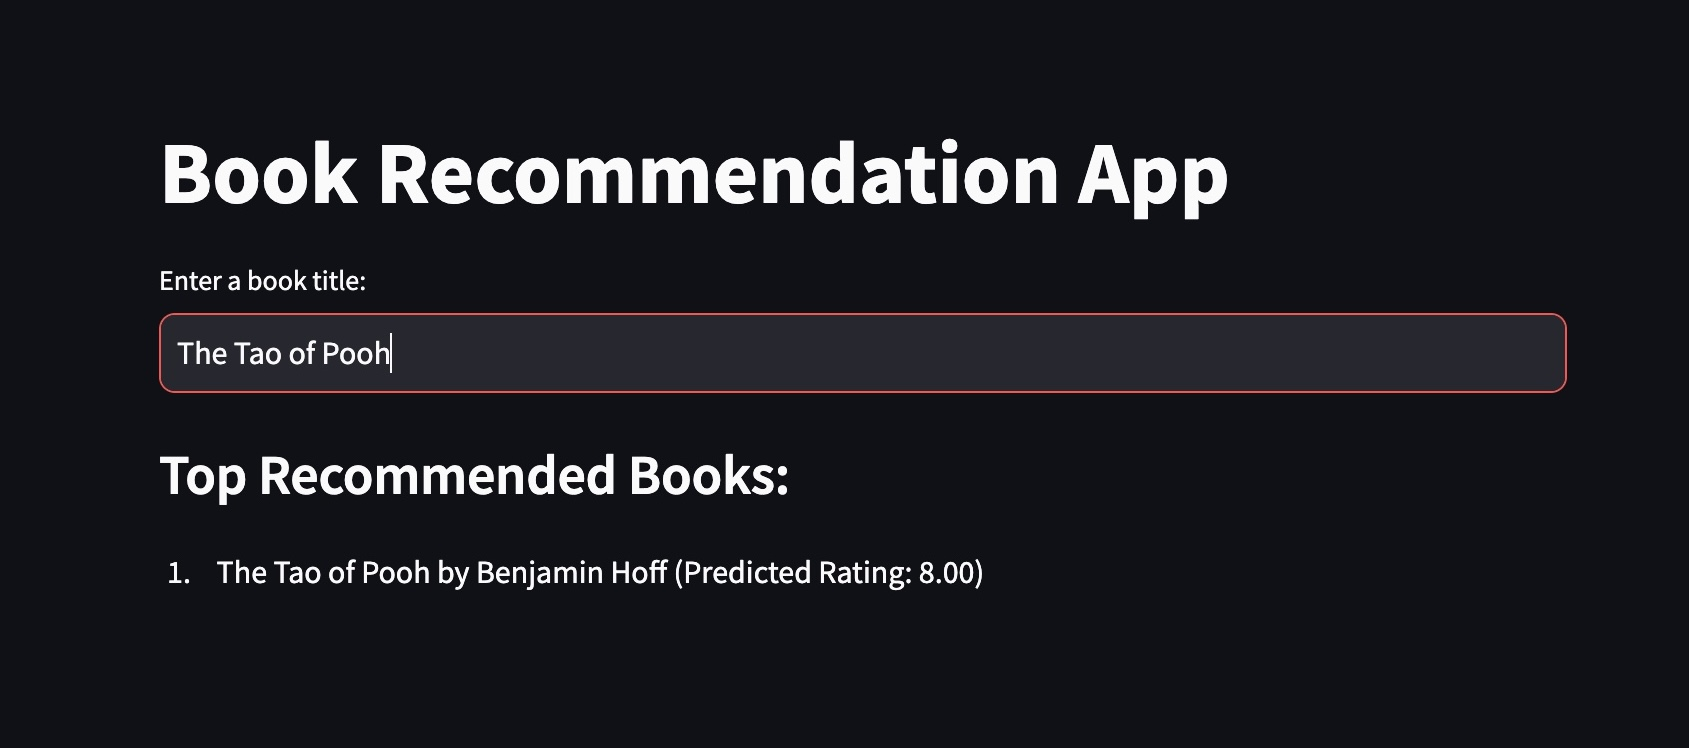 Book Recommendation App
Enter a book title:
The Tao of Pooh
Top Recommended Books:
1. The Tao of Pooh by Benjamin Hoff (Predicted Rating: 8.00)